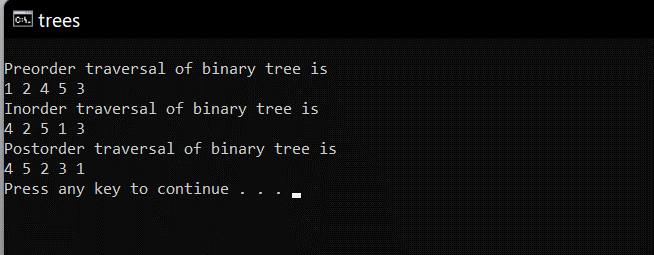 trees
Preorder traversal of binary tree is
1 2 4 5 3
Inorder traversal of binary tree is
4 2 5 1 3
Postorder traversal of binary tree is
4 5 2 3 1
Press any key to continue . . .